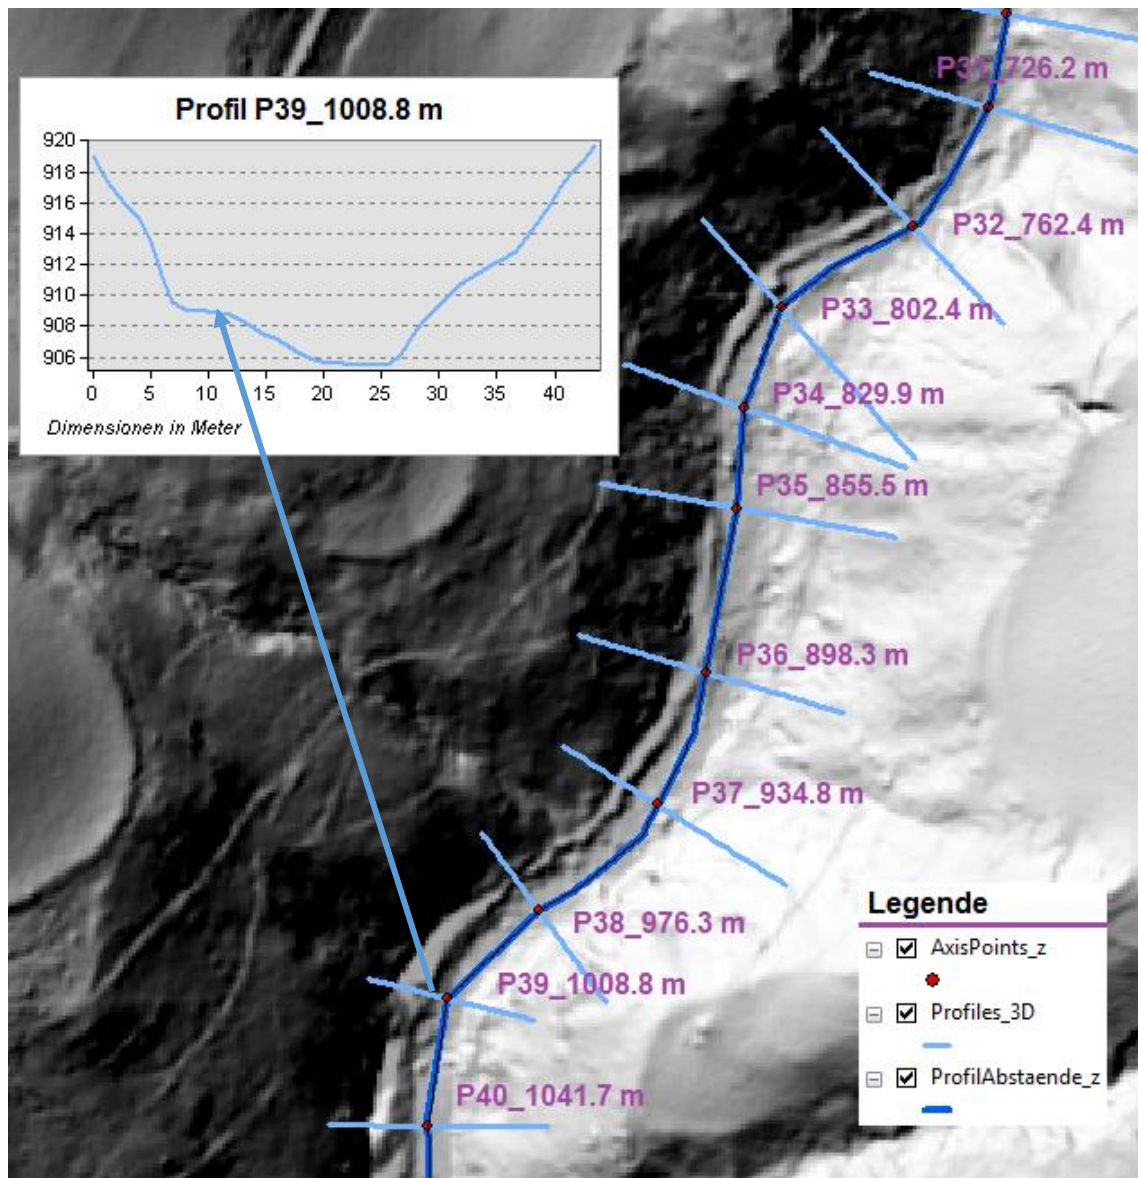 Profil P39_1008.8 m
920
918
916
914
912
910
908
906
0 5 10 15 20 25 30 35 40
Dimensionen in Meter
P31_726.2 m
P32_762.4 m
P33_802.4 m
P34_829.9 m
P35_855.5 m
P36_898.3 m
P37_934.8 m
P38_976.3 m
P39_1008.8 m
P40_1041.7 m
Legende
AxisPoints_z
Profiles_3D
ProfilAbstaende_z